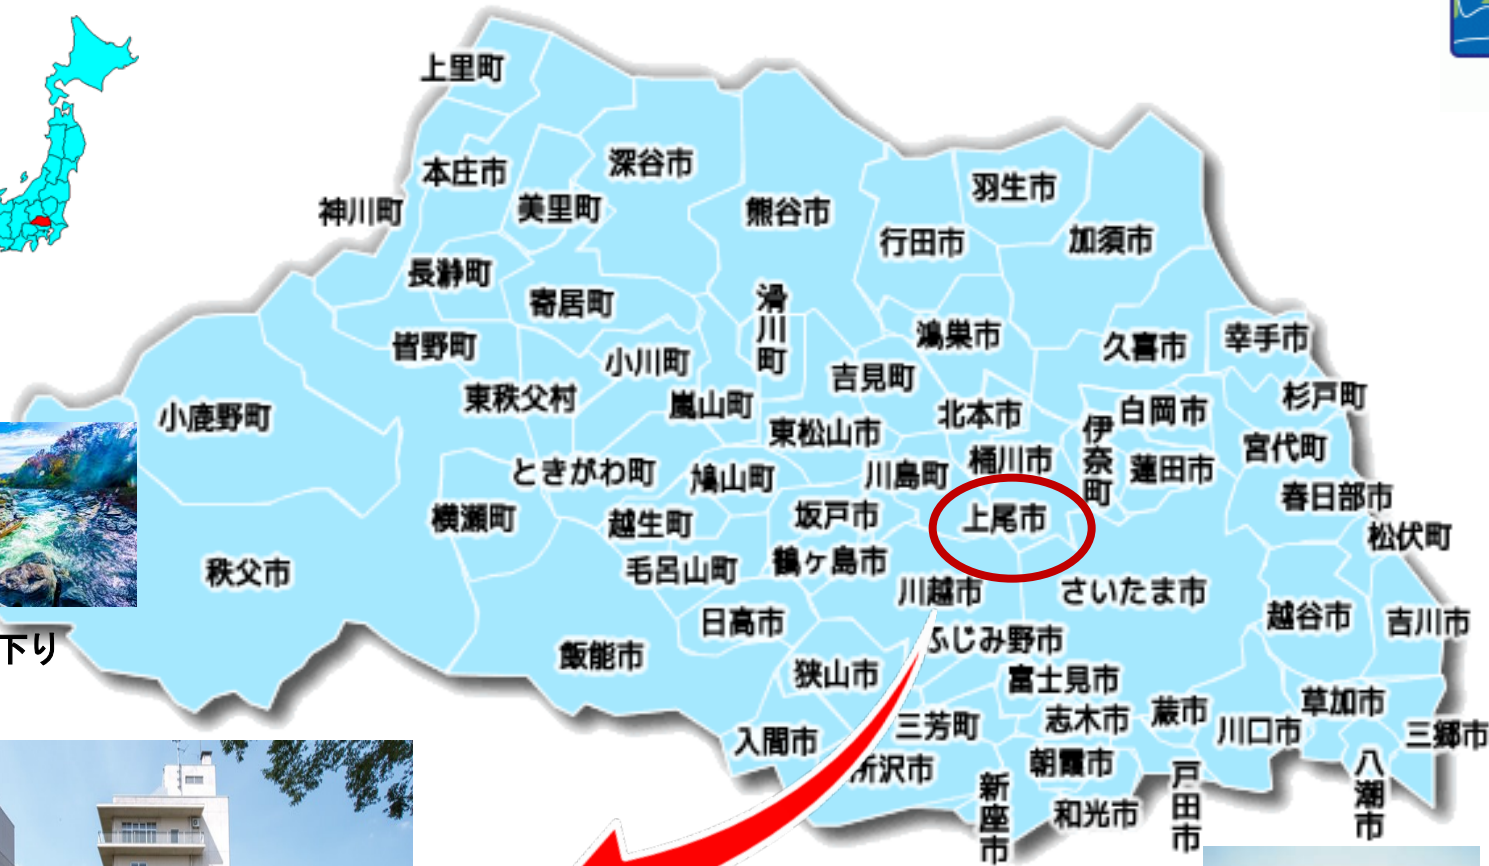 上里町
本庄市
深谷市
神川町
美里町
熊谷市
羽生市
行田市
加須市
長瀞町
寄居町
滑川町
鴻巣市
久喜市
幸手市
皆野町
小川町
吉見町
東秩父村
嵐山町
杉戸町
小鹿野町
北本市
白岡市
東松山市
伊奈町
宮代町
ときがわ町
鳩山町
川島町
桶川市
蓮田市
春日部市
横瀬町
越生町
坂戸市
上尾市
松伏町
秩父市
毛呂山町
鶴ヶ島市
川越市
さいたま市
越谷市
吉川市
日高市
ふじみ野市
下り
飯能市
狭山市
富士見市
三芳町
志木市
蕨市
草加市
川口市
三郷市
入間市
所沢市
朝霞市
新座市
戸田市
八潮市
和光市